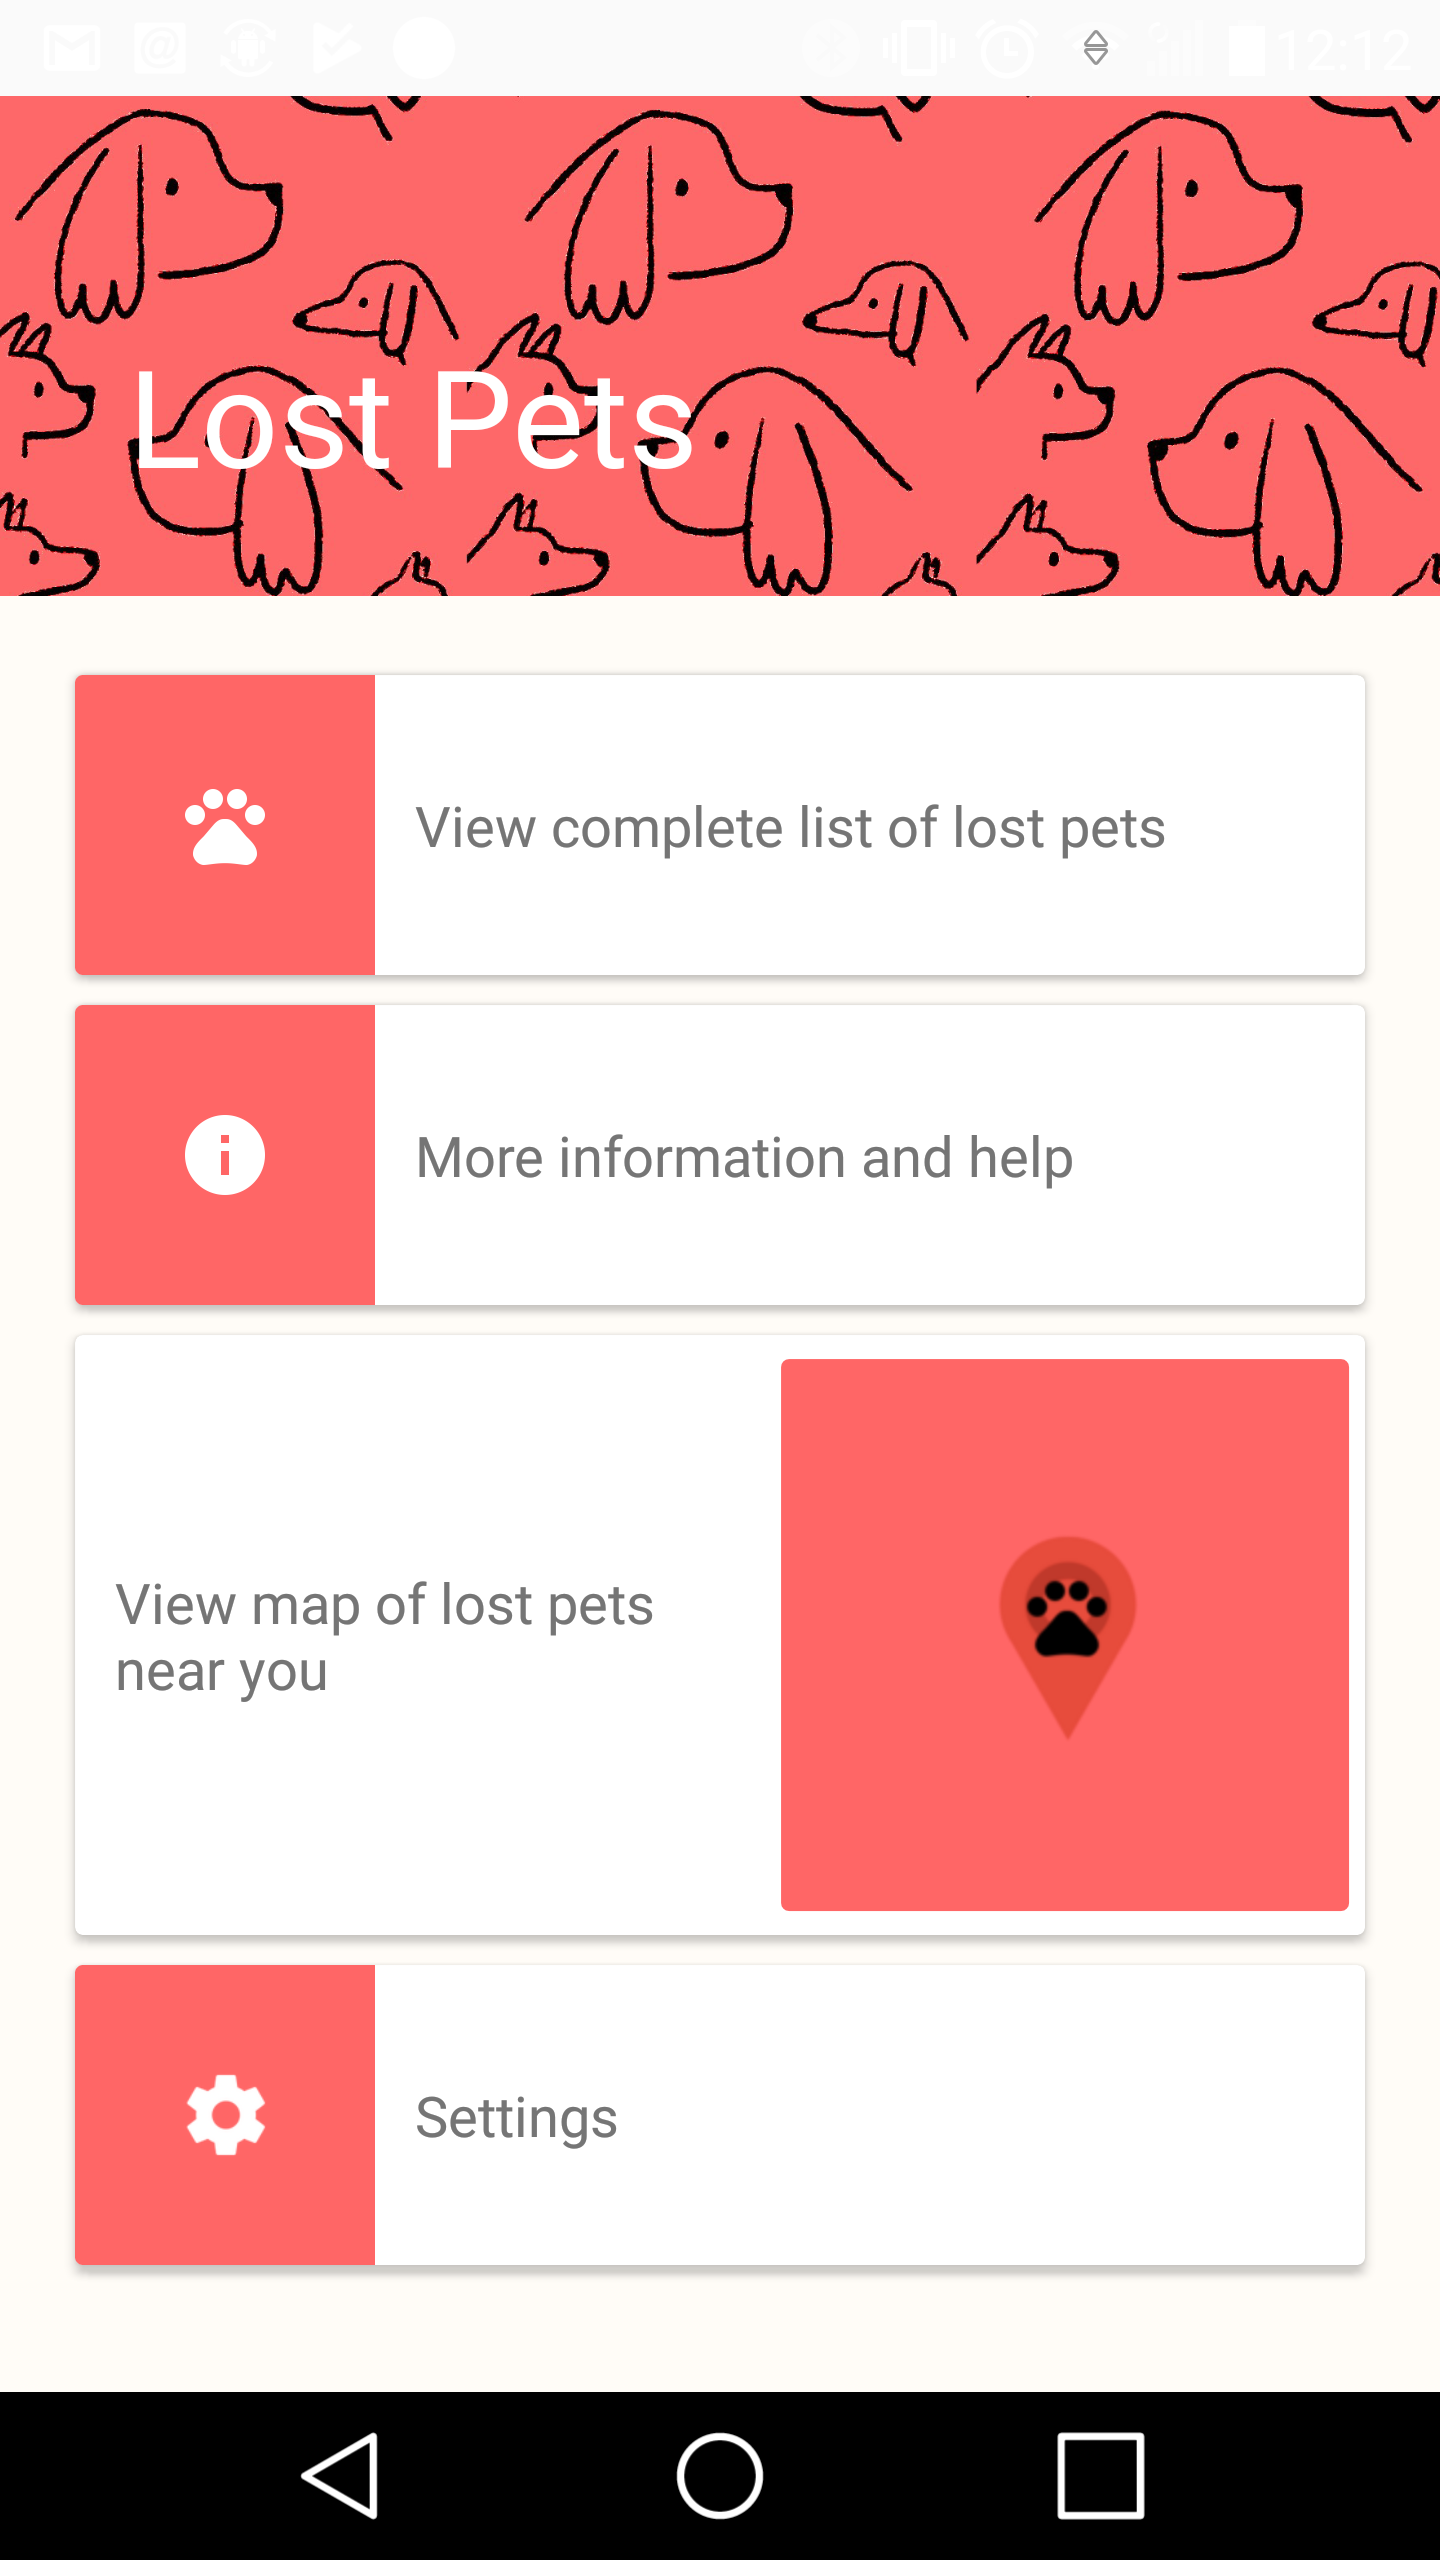 12:12
Lost Pets
View complete list of lost pets
More information and help
View map of lost pets
near you
Settings